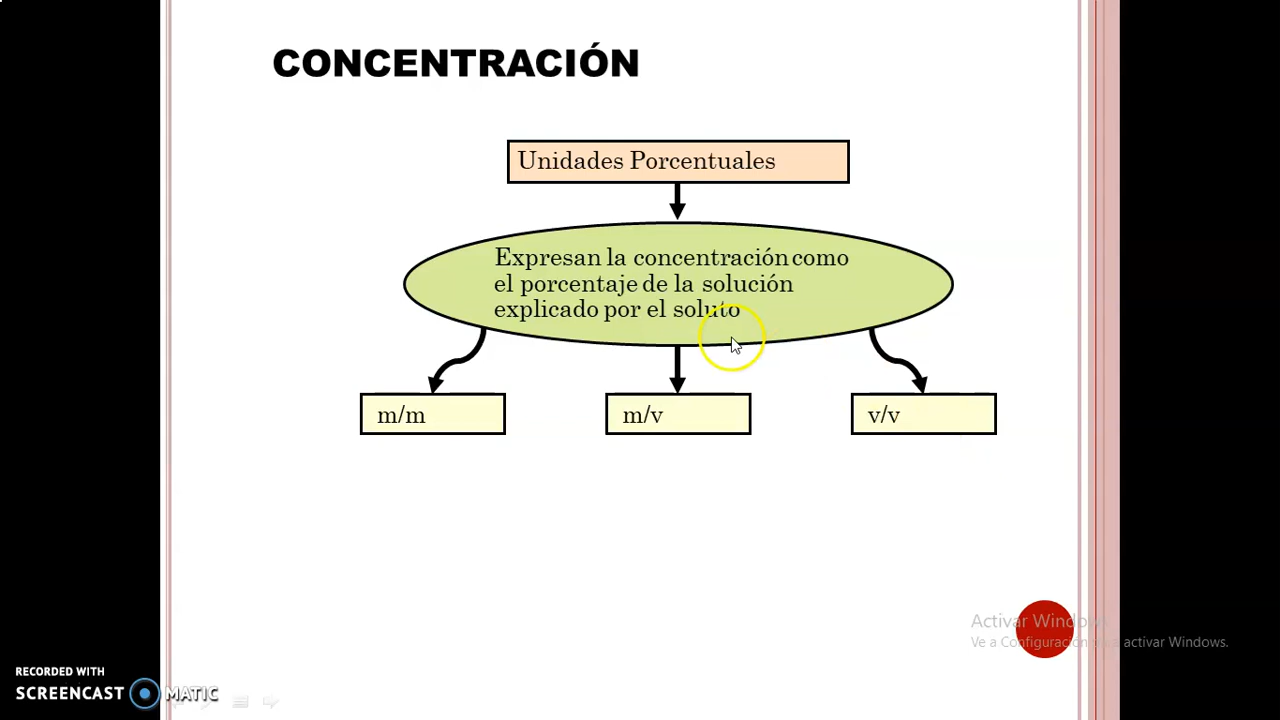 CONCENTRACIÓN
Unidades Porcentuales
Expresan la concentración como
el porcentaje de la solución
explicado por el soluto
m/m
m/v
v/v
Activar Windows
Ve a Configuración para activar Windows.
RECORDED WITH
SCREENCAST MATIC